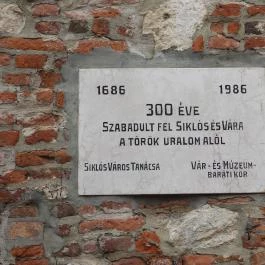 1686 1986
300 ÉVE
SZABADULT FEL SIKLÓS ÉS VÁRA
A TÖRÖK URALOM ALÓL
SIKLÓS VÁROS TANÁCSA VÁR- ÉS MÚZEUM-
BARÁTI KÖR